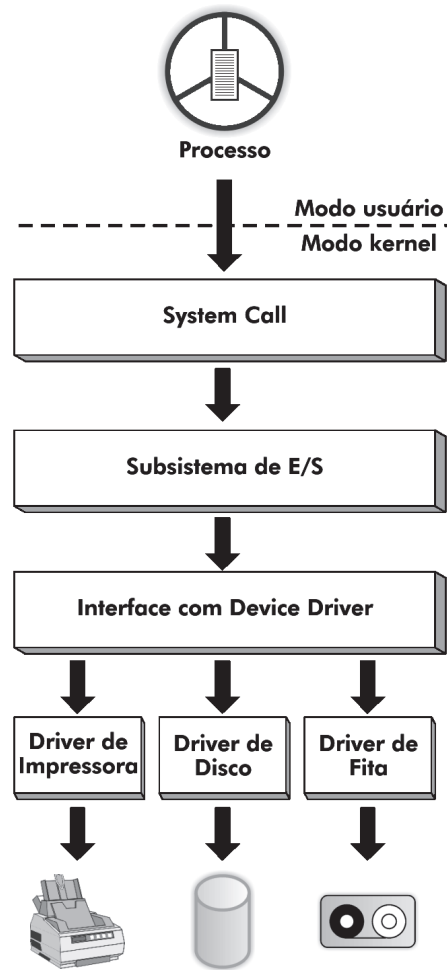 Processo
Modo usuário
Modo kernel
System Call
Subsistema de E/S
Interface com Device Driver
Driver de
Impressora
Driver de
Disco
Driver de
Fita